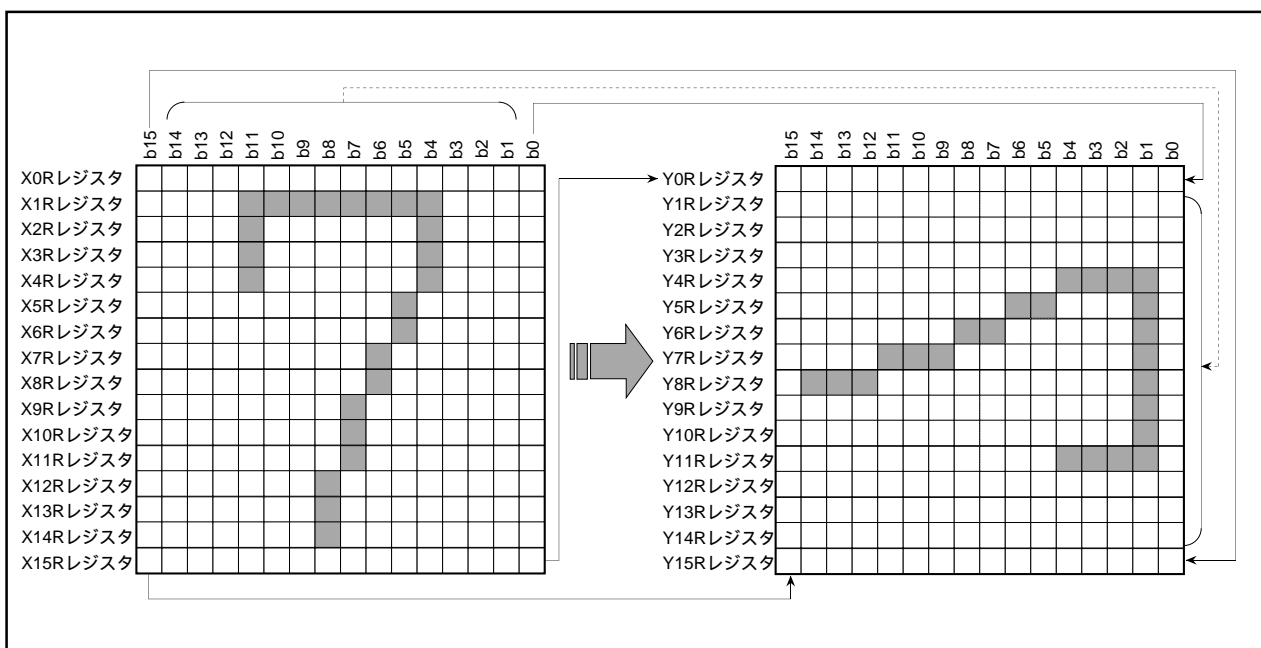 b15 b14 b13 b12 b11 b10 b9 b8 b7 b6 b5 b4 b3 b2 b1 b0
X0Rレジスタ
X1Rレジスタ
X2Rレジスタ
X3Rレジスタ
X4Rレジスタ
X5Rレジスタ
X6Rレジスタ
X7Rレジスタ
X8Rレジスタ
X9Rレジスタ
X10Rレジスタ
X11Rレジスタ
X12Rレジスタ
X13Rレジスタ
X14Rレジスタ
X15Rレジスタ
b15 b14 b13 b12 b11 b10 b9 b8 b7 b6 b5 b4 b3 b2 b1 b0
Y0Rレジスタ
Y1Rレジスタ
Y2Rレジスタ
Y3Rレジスタ
Y4Rレジスタ
Y5Rレジスタ
Y6Rレジスタ
Y7Rレジスタ
Y8Rレジスタ
Y9Rレジスタ
Y10Rレジスタ
Y11Rレジスタ
Y12Rレジスタ
Y13Rレジスタ
Y14Rレジスタ
Y15Rレジスタ